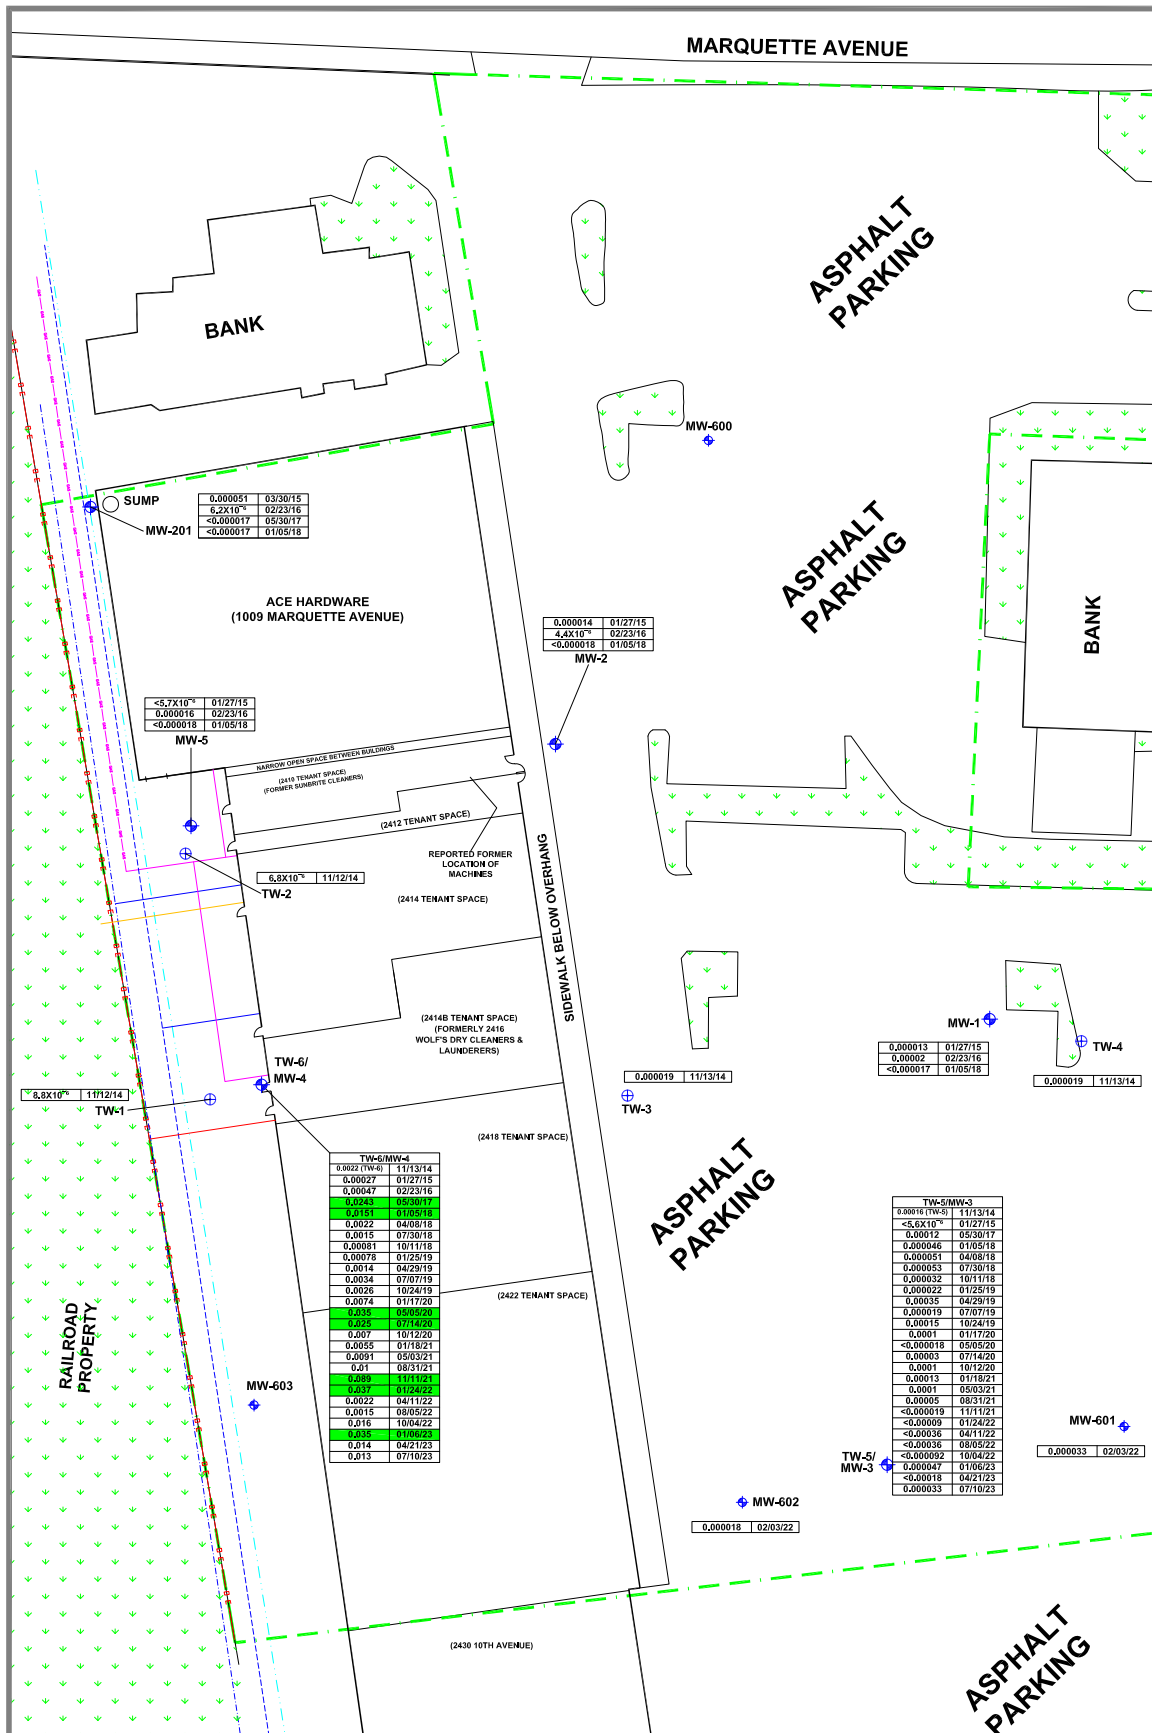 MARQUETTE AVENUE
ASPHALT
PARKING
BANK
MW-600
SUMP
MW-201
0.000051 03/30/15
6.2X10⁻⁶ 02/23/16
<0.000017 05/30/17
<0.000017 01/05/18
ASPHALT
PARKING
ACE HARDWARE
(1009 MARQUETTE AVENUE)
BANK
0.000014 01/27/15
4.4X10⁻⁶ 02/23/16
<0.000018 01/05/18
MW-2
<5.7X10⁻⁶ 01/27/15
0.000016 02/23/16
<0.000018 01/05/18
MW-5
NARROW OPEN SPACE BETWEEN BUILDINGS
(2410 TENANT SPACE)
(FORMER SUNBRITE CLEANERS)
(2412 TENANT SPACE)
REPORTED FORMER
LOCATION OF
MACHINES
6.8X10⁻⁶ 11/12/14
TW-2
(2414 TENANT SPACE)
SIDEWALK BELOW OVERHANG
(2414B TENANT SPACE)
(FORMERLY 2416
WOLF'S DRY CLEANERS &
LAUNDERERS)
MW-1
0.000013 01/27/15
0.00002 02/23/16
<0.000017 01/05/18
TW-4
0.000019 11/13/14
TW-6/
MW-4
8.8X10⁻⁶ 11/12/14
TW-1
0.000019 11/13/14
TW-3
(2418 TENANT SPACE)
ASPHALT
PARKING
TW-6/MW-4
0.0022 (TW-6) 11/13/14
0.00027 01/27/15
0.00047 02/23/16
0.0243 05/30/17
0.0151 01/05/18
0.0022 04/08/18
0.0015 07/30/18
0.00081 10/11/18
0.00078 01/25/19
0.0014 04/29/19
0.0034 07/07/19
0.0026 10/24/19
0.0074 01/17/20
0.035 05/05/20
0.025 07/14/20
0.007 10/12/20
0.0055 01/18/21
0.0091 05/03/21
0.01 08/31/21
0.089 11/11/21
0.037 01/24/22
0.0022 04/11/22
0.0015 08/05/22
0.016 10/04/22
0.035 01/06/23
0.014 04/21/23
0.013 07/10/23
TW-5/MW-3
0.00016 (TW-5) 11/13/14
<5.6X10⁻⁶ 01/27/15
0.00012 05/30/17
0.000046 01/05/18
0.000051 04/08/18
0.000053 07/30/18
0.000032 10/11/18
0.000022 01/25/19
0.00035 04/29/19
0.000019 07/07/19
0.00015 10/24/19
0.0001 01/17/20
<0.000018 05/05/20
0.00003 07/14/20
0.0001 10/12/20
0.00013 01/18/21
0.0001 05/03/21
0.00005 08/31/21
<0.000019 11/11/21
<0.00009 01/24/22
<0.00036 04/11/22
<0.00036 08/05/22
<0.000092 10/04/22
0.000047 01/06/23
<0.00018 04/21/23
0.000033 07/10/23
(2422 TENANT SPACE)
RAILROAD
PROPERTY
MW-603
MW-601
0.000033 02/03/22
TW-5/
MW-3
MW-602
0.000018 02/03/22
(2430 10TH AVENUE)
ASPHALT
PARKING